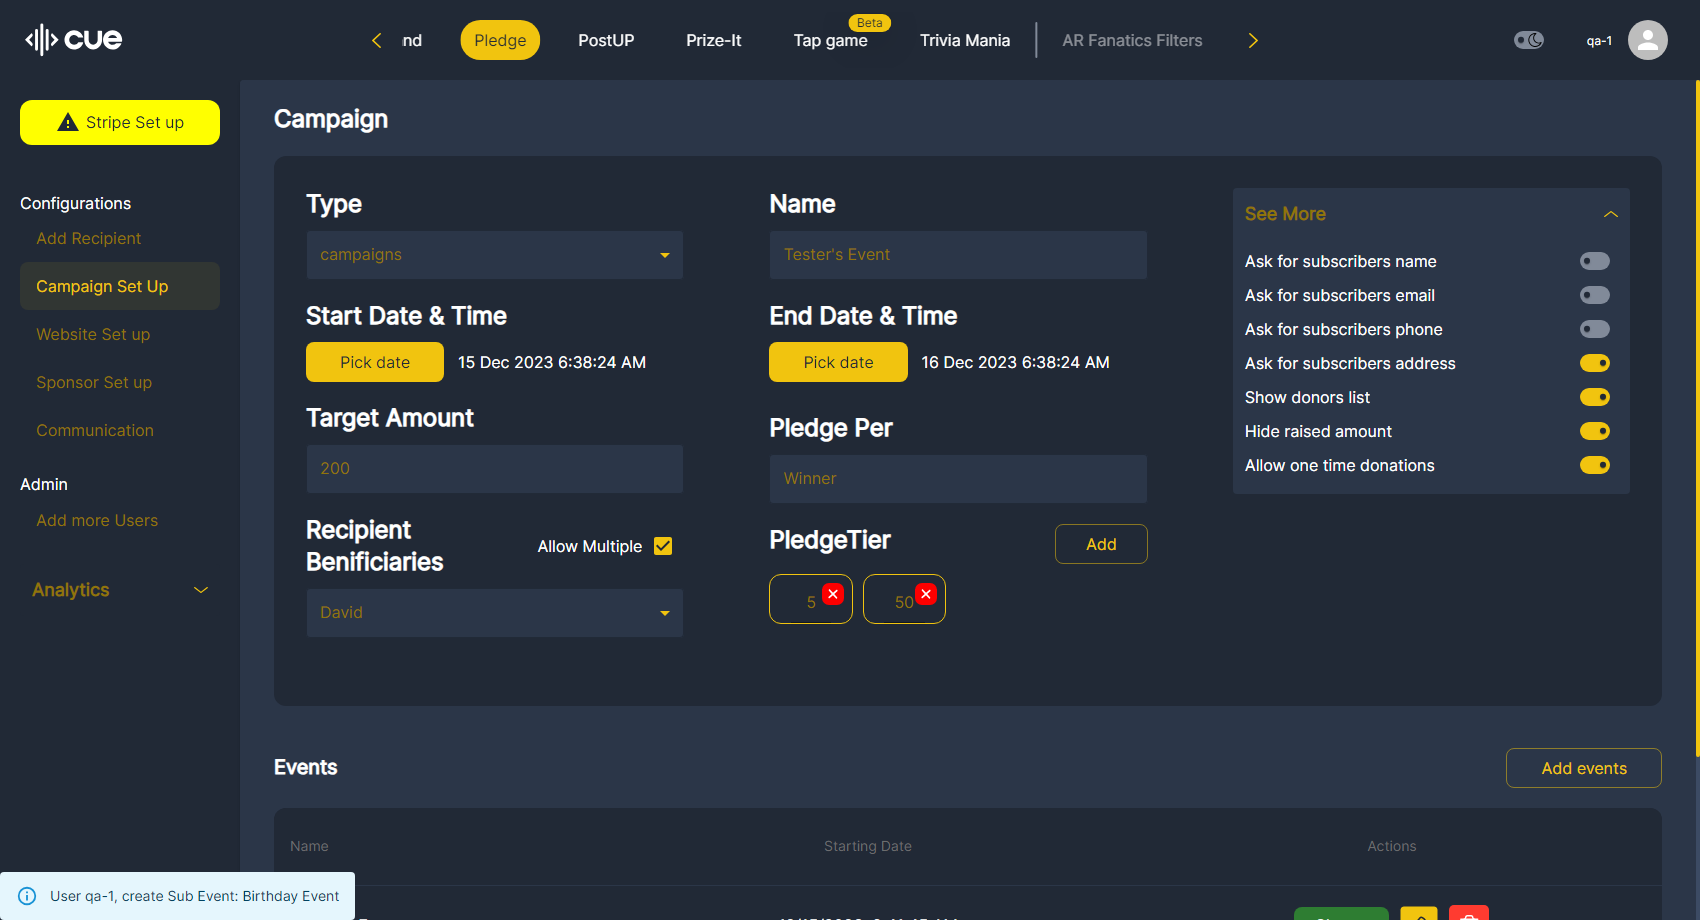 cue
nd
Pledge
PostUP
Prize-It
Tap game
Beta
Trivia Mania
AR Fanatics Filters
qa-1
Stripe Set up
Configurations
Add Recipient
Campaign Set Up
Website Set up
Sponsor Set up
Communication
Admin
Add more Users
Analytics
Campaign
Type
campaigns
Name
Tester's Event
Start Date & Time
Pick date
15 Dec 2023 6:38:24 AM
End Date & Time
Pick date
16 Dec 2023 6:38:24 AM
Target Amount
200
Pledge Per
Winner
Recipient
Benificiaries
Allow Multiple
David
PledgeTier
Add
5
50
See More
Ask for subscribers name
Ask for subscribers email
Ask for subscribers phone
Ask for subscribers address
Show donors list
Hide raised amount
Allow one time donations
Events
Add events
Name
Starting Date
Actions
User qa-1, create Sub Event: Birthday Event